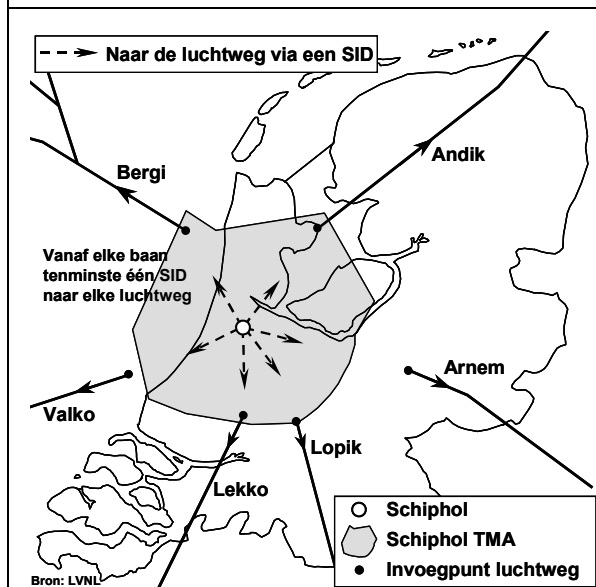 Naar de luchtweg via een SID
Andik
Bergi
Vanaf elke baan
tenminste één SID
naar elke luchtweg
Arnem
Valko
Lopik
Lekko
Schiphol
Schiphol TMA
Invoegpunt luchtweg
Bron: LVNL